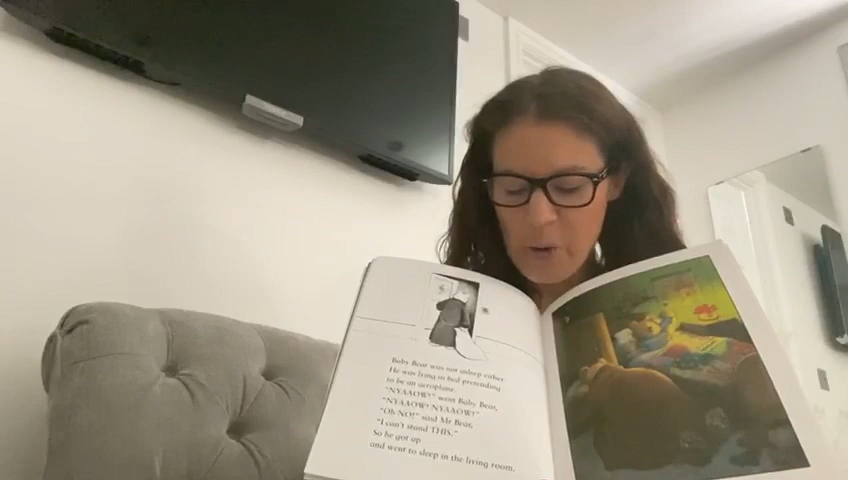 Baby Bear was not asleep either.
He was lying in bed pretending
to be an aeroplane.
"NYAAOW!" went Baby Bear,
"NYAAOW! NYAAOW!"
"Oh NO!" said Mr Bear,
"I can't stand THIS."
So he got up
and went to sleep in the living room.